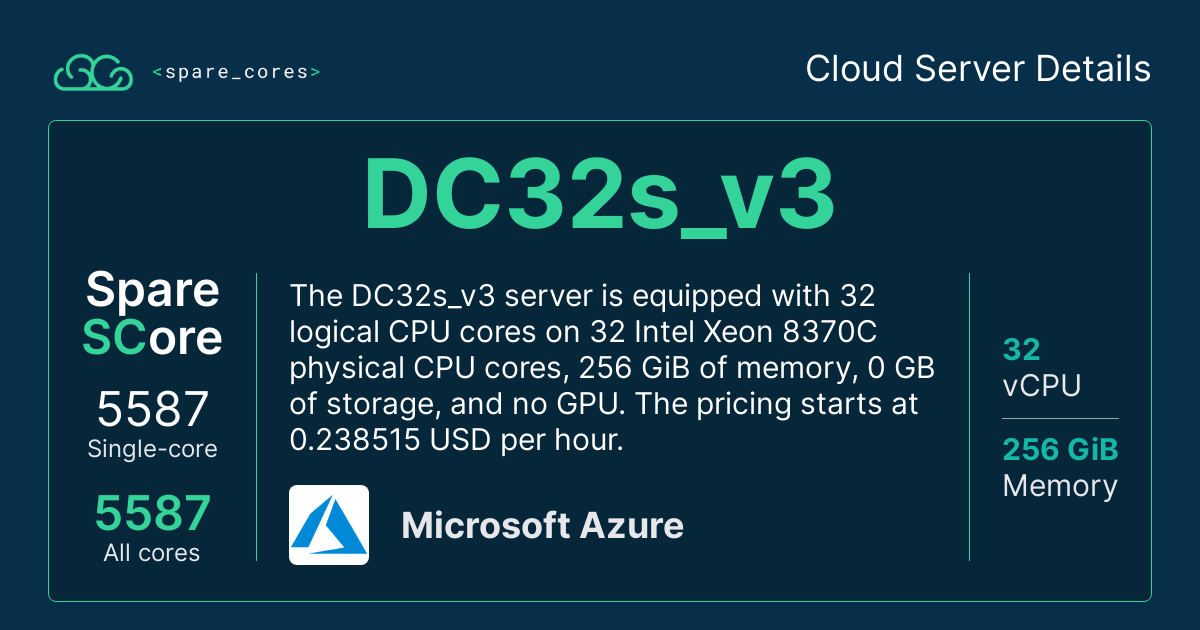 <spare_cores>
Cloud Server Details
DC32s_v3
Spare
SCore
5587
Single-core
5587
All cores
The DC32s_v3 server is equipped with 32
logical CPU cores on 32 Intel Xeon 8370C
physical CPU cores, 256 GiB of memory, 0 GB
of storage, and no GPU. The pricing starts at
0.238515 USD per hour.
Microsoft Azure
32
vCPU
256 GiB
Memory